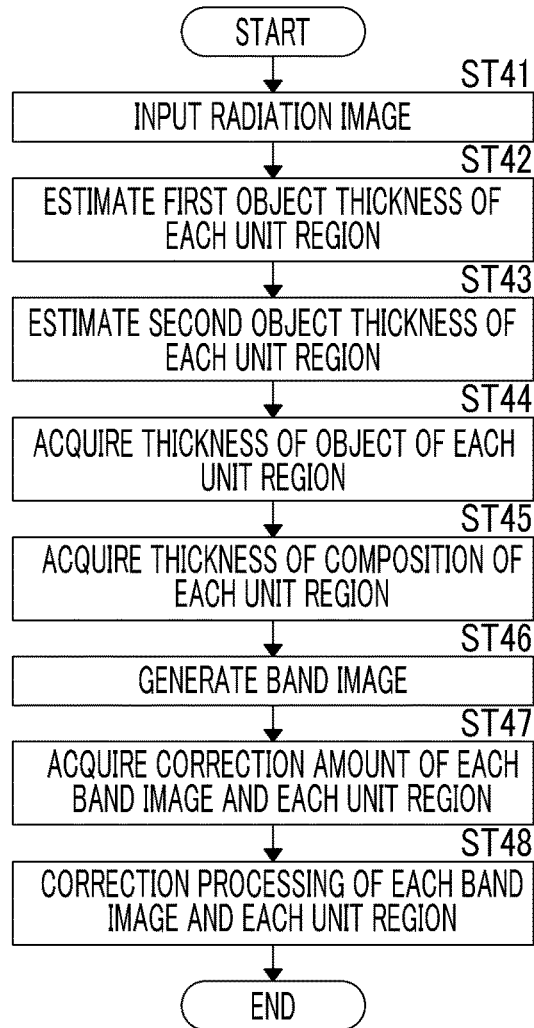 START
ST41
INPUT RADIATION IMAGE
ST42
ESTIMATE FIRST OBJECT THICKNESS OF
EACH UNIT REGION
ST43
ESTIMATE SECOND OBJECT THICKNESS OF
EACH UNIT REGION
ST44
ACQUIRE THICKNESS OF OBJECT OF EACH
UNIT REGION
ST45
ACQUIRE THICKNESS OF COMPOSITION OF
EACH UNIT REGION
ST46
GENERATE BAND IMAGE
ST47
ACQUIRE CORRECTION AMOUNT OF EACH
BAND IMAGE AND EACH UNIT REGION
ST48
CORRECTION PROCESSING OF EACH BAND
IMAGE AND EACH UNIT REGION
END